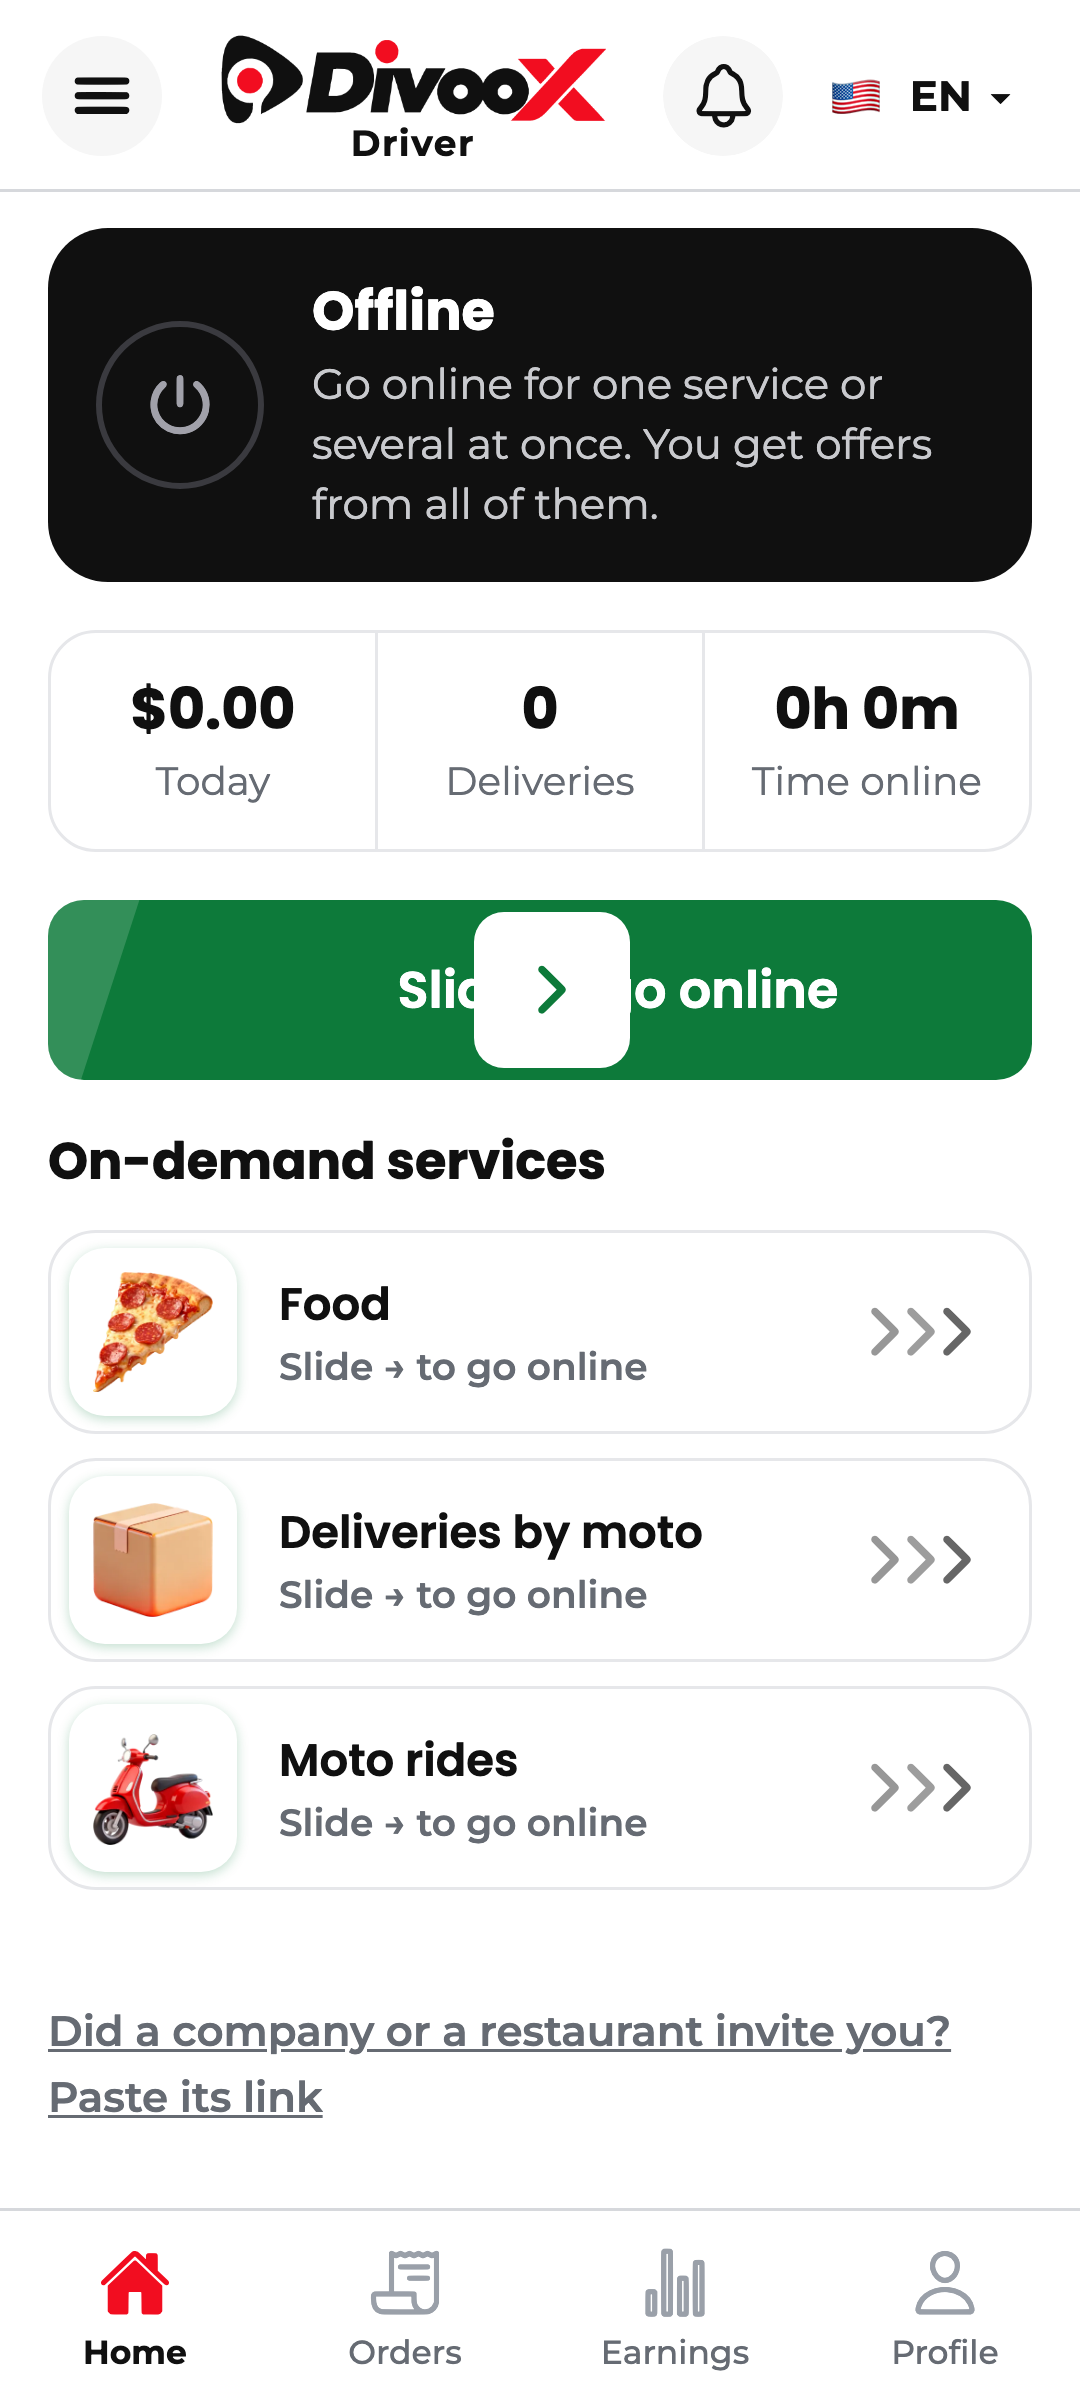 DivooX
Driver
EN
Offline
Go online for one service or
several at once. You get offers
from all of them.
$0.00
Today
0
Deliveries
0h 0m
Time online
online
On-demand services
Food
Slide → to go online
Deliveries by moto
Slide → to go online
Moto rides
Slide → to go online
Did a company or a restaurant invite you?
Paste its link
Home
Orders
Earnings
Profile